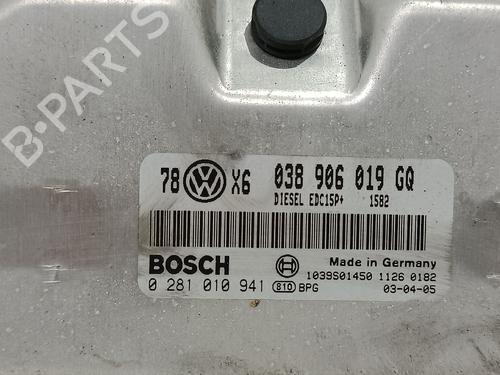 B-PARTS
78 VW X6 038 906 019 GQ
DIESEL EDC15P+ 1582
BOSCH
Made in Germany
1039S01450 1126 0182
0 281 010 941 810 BPG 03-04-05